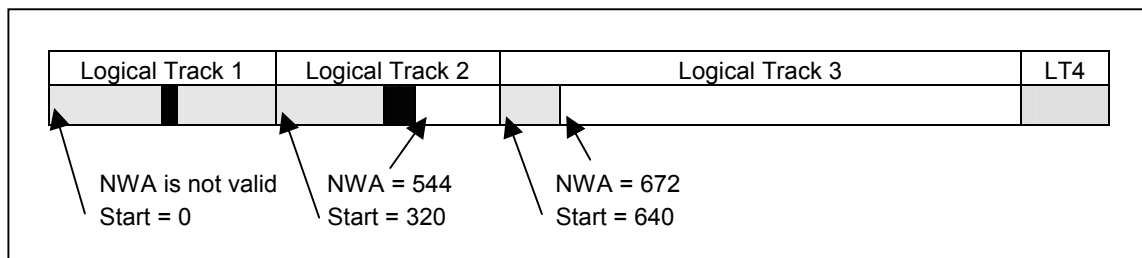 Logical Track 1 Logical Track 2 Logical Track 3 LT4
NWA is not valid NWA = 544 NWA = 672
Start = 0 Start = 320 Start = 640